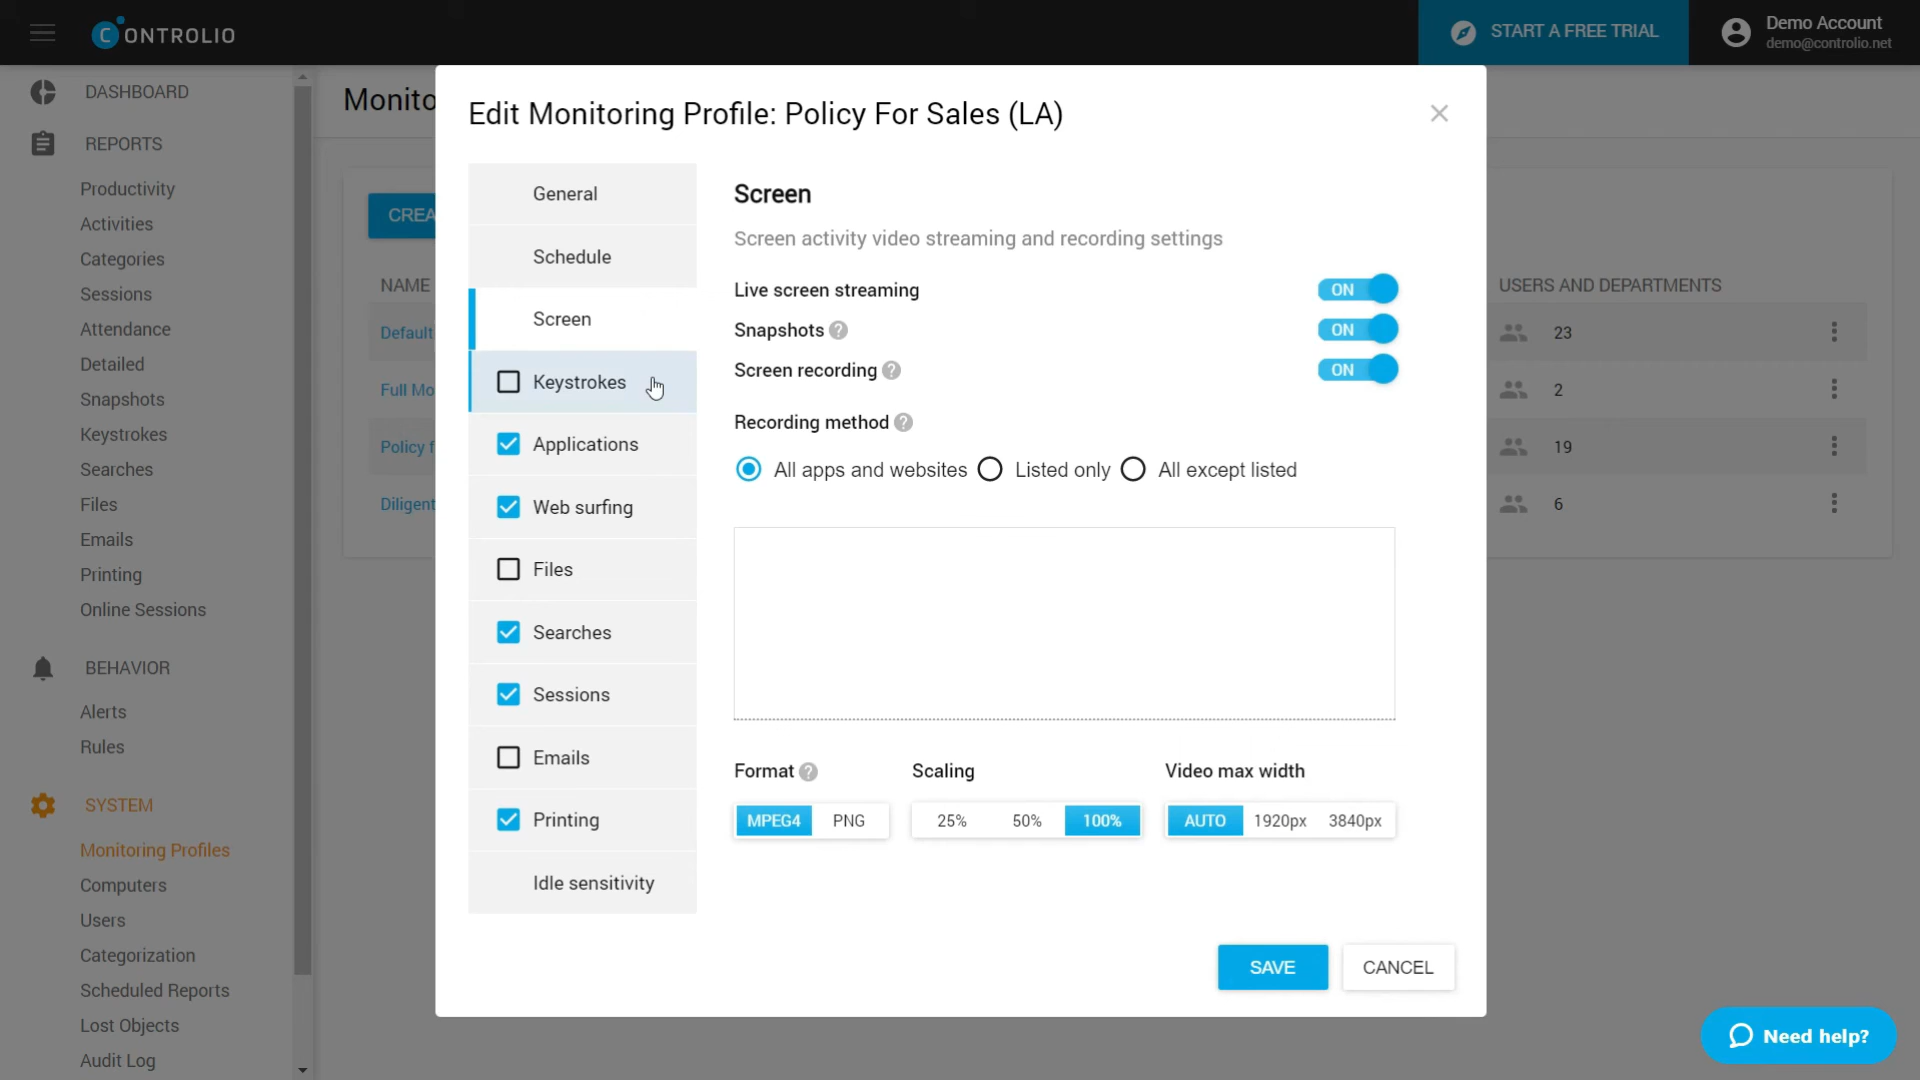 CONTROLIO
START A FREE TRIAL
Demo Account
demo@controlio.net
DASHBOARD
REPORTS
Productivity
Activities
Categories
Sessions
Attendance
Detailed
Snapshots
Keystrokes
Searches
Files
Emails
Printing
Online Sessions
BEHAVIOR
Alerts
Rules
SYSTEM
Monitoring Profiles
Computers
Users
Categorization
Scheduled Reports
Lost Objects
Audit Log
Monito
CREA
NAME
Default
Full Mo
Policy f
Diligent
USERS AND DEPARTMENTS
23
2
19
6
Edit Monitoring Profile: Policy For Sales (LA)
General
Schedule
Screen
Keystrokes
Applications
Web surfing
Files
Searches
Sessions
Emails
Printing
Idle sensitivity
Screen
Screen activity video streaming and recording settings
Live screen streaming ON
Snapshots ? ON
Screen recording ? ON
Recording method ?
All apps and websites Listed only All except listed
Format ? Scaling Video max width
MPEG4 PNG 25% 50% 100% AUTO 1920px 3840px
SAVE CANCEL
Need help?